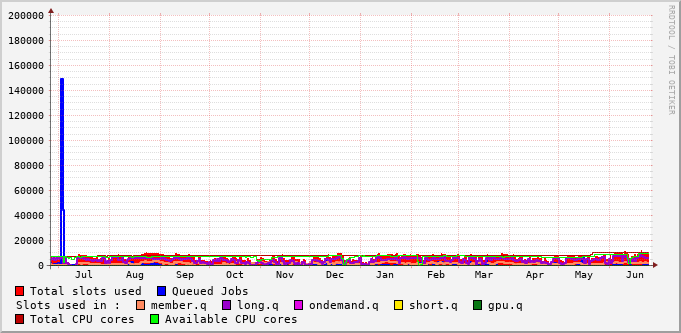 200000
180000
160000
140000
120000
100000
80000
60000
40000
20000
0
Jul Aug Sep Oct Nov Dec Jan Feb Mar Apr May Jun
RRDTOOL / TOBI OETIKER
Total slots used Queued Jobs
Slots used in : member.q long.q ondemand.q short.q gpu.q
Total CPU cores Available CPU cores